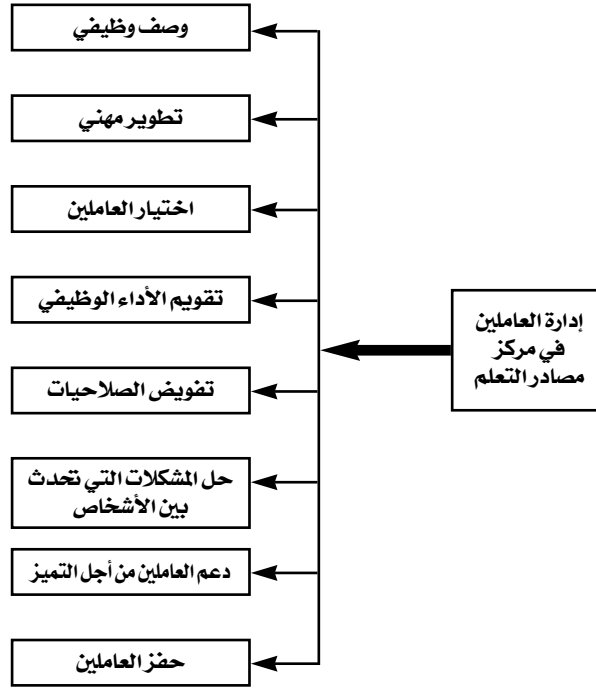 إدارة العاملين
في مركز
مصادر التعلم
وصف وظيفي
تطوير مهني
اختيار العاملين
تقويم الأداء الوظيفي
تفويض الصلاحيات
حل المشكلات التي تحدث
بين الأشخاص
دعم العاملين من أجل التميز
حفز العاملين